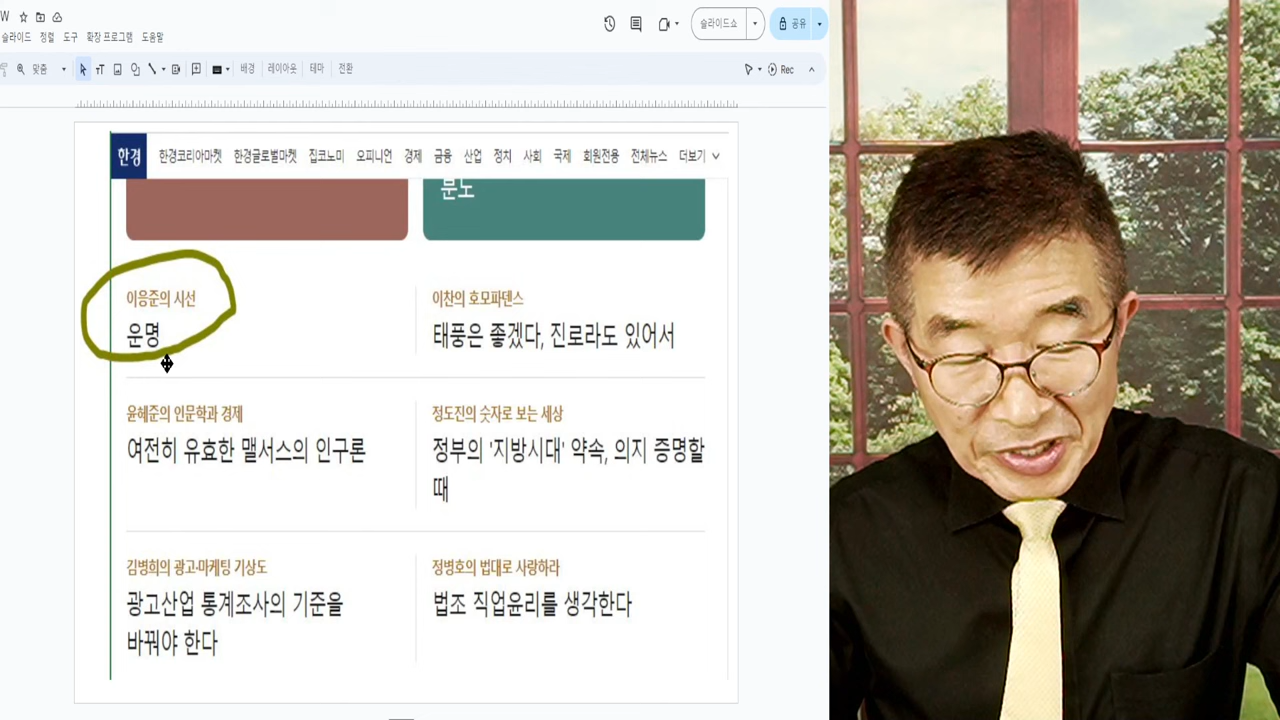 W
슬라이드 정렬 도구 확장 프로그램 도움말
슬라이드쇼
공유
맞춤
배경 레이아웃 테마 전환
Rec
한경 한경코리아마켓 한경글로벌마켓 집코노미 오피니언 경제 금융 산업 정치 사회 국제 회원전용 전체뉴스 더보기
분노
이응준의 시선
운명
이찬의 호모파덴스
태풍은 좋겠다, 진로라도 있어서
윤혜준의 인문학과 경제
여전히 유효한 맬서스의 인구론
정도진의 숫자로 보는 세상
정부의 '지방시대' 약속, 의지 증명할
때
김병희의 광고·마케팅 기상도
광고산업 통계조사의 기준을
바꿔야 한다
정병호의 법대로 사랑하라
법조 직업윤리를 생각한다